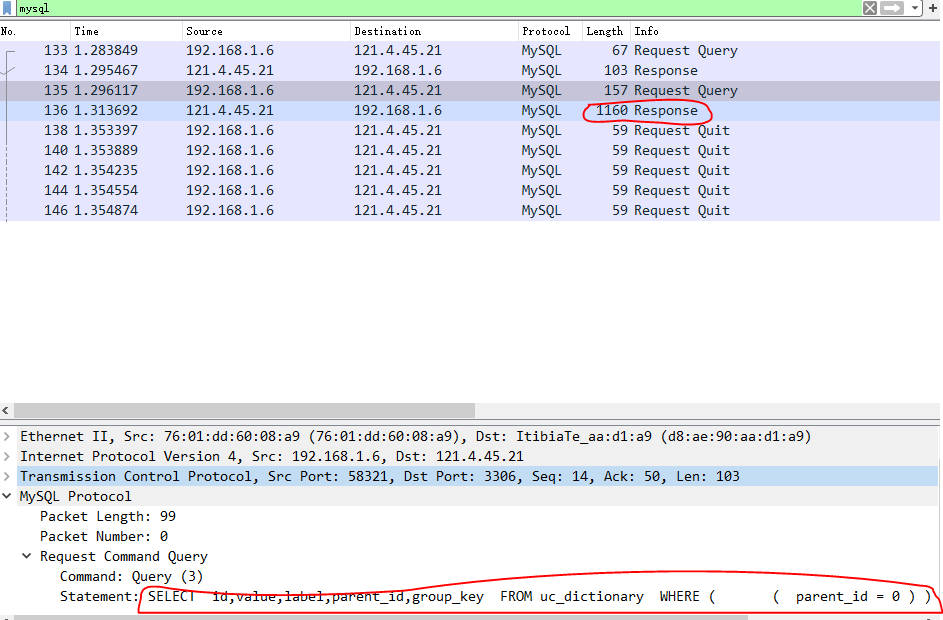 mysql
No. Time Source Destination Protocol Length Info
133 1.283849 192.168.1.6 121.4.45.21 MySQL 67 Request Query
134 1.295467 121.4.45.21 192.168.1.6 MySQL 103 Response
135 1.296117 192.168.1.6 121.4.45.21 MySQL 157 Request Query
136 1.313692 121.4.45.21 192.168.1.6 MySQL 1160 Response
138 1.353397 192.168.1.6 121.4.45.21 MySQL 59 Request Quit
140 1.353889 192.168.1.6 121.4.45.21 MySQL 59 Request Quit
142 1.354235 192.168.1.6 121.4.45.21 MySQL 59 Request Quit
144 1.354554 192.168.1.6 121.4.45.21 MySQL 59 Request Quit
146 1.354874 192.168.1.6 121.4.45.21 MySQL 59 Request Quit
Ethernet II, Src: 76:01:dd:60:08:a9 (76:01:dd:60:08:a9), Dst: ItibiaTe_aa:d1:a9 (d8:ae:90:aa:d1:a9)
Internet Protocol Version 4, Src: 192.168.1.6, Dst: 121.4.45.21
Transmission Control Protocol, Src Port: 58321, Dst Port: 3306, Seq: 14, Ack: 50, Len: 103
MySQL Protocol
Packet Length: 99
Packet Number: 0
Request Command Query
Command: Query (3)
Statement: SELECT  id,value,label,parent_id,group_key  FROM uc_dictionary  WHERE (       (  parent_id = 0 ) )